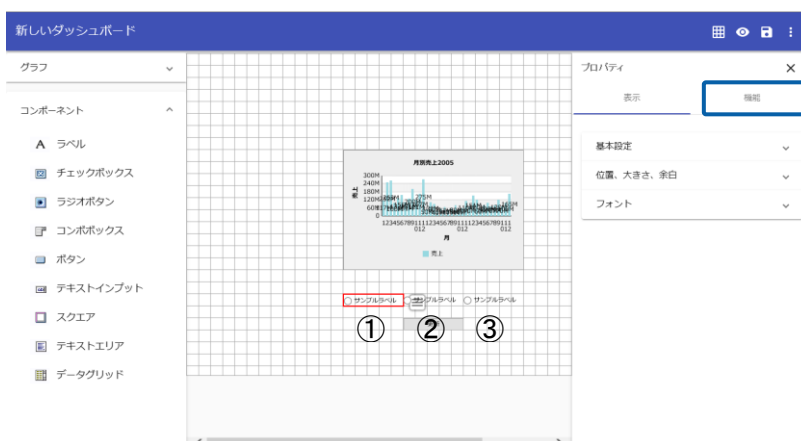 新しいダッシュボード
グラフ
コンポーネント
A ラベル
チェックボックス
ラジオボタン
コンボボックス
ボタン
テキストインプット
スクエア
テキストエリア
データグリッド
月別売上2005
売上
300M
240M
180M
120M
60M
0
123456789111123456789111123456789111
012 012 012
月
売上
サンプルラベル サンプルラベル サンプルラベル
① ② ③
プロパティ
表示 機能
基本設定
位置、大きさ、余白
フォント